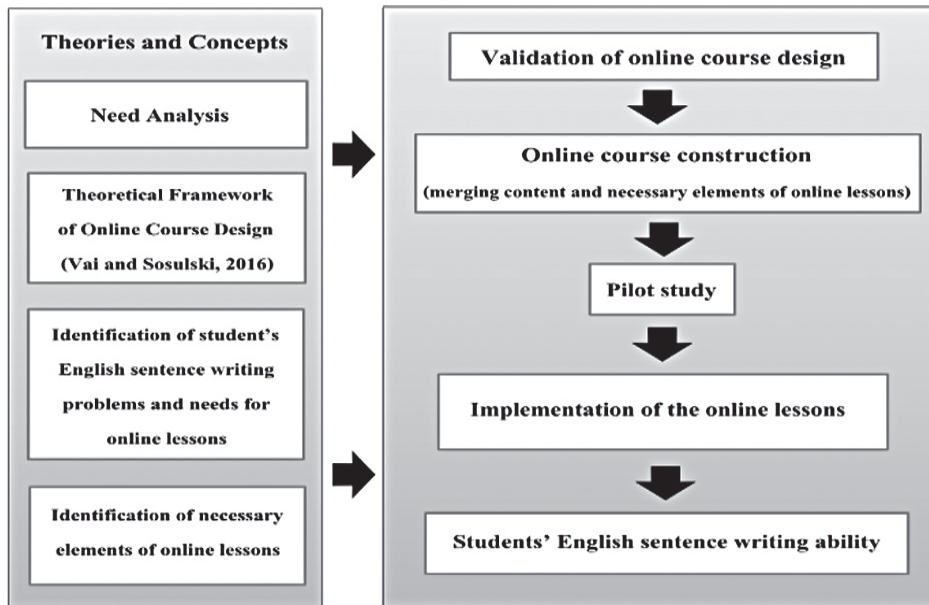 Theories and Concepts
Need Analysis
Theoretical Framework
of Online Course Design
(Vai and Sosulski, 2016)
Identification of student’s
English sentence writing
problems and needs for
online lessons
Identification of necessary
elements of online lessons
Validation of online course design
Online course construction
(merging content and necessary elements of online lessons)
Pilot study
Implementation of the online lessons
Students’ English sentence writing ability